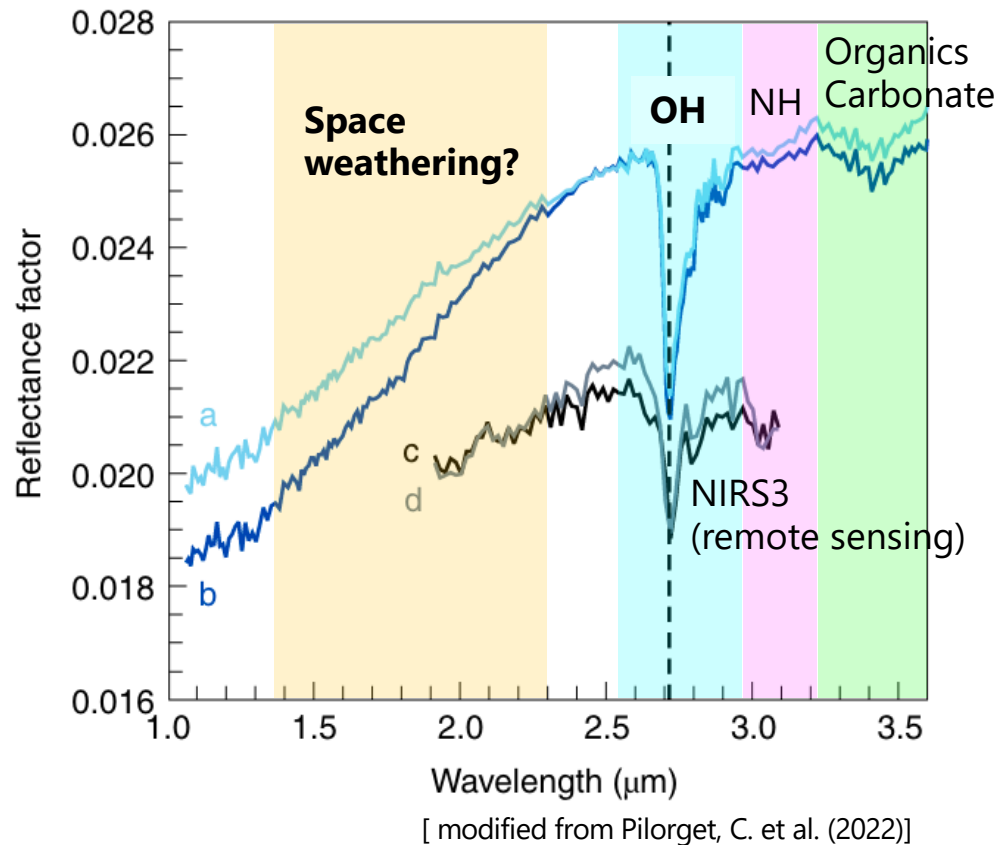 0.028
0.026
0.024
0.022
0.020
0.018
0.016
Reflectance factor
Space
weathering?
OH
NH
Organics
Carbonate
a
b
c
d
NIRS3
(remote sensing)
1.0 1.5 2.0 2.5 3.0 3.5
Wavelength (μm)
[ modified from Pilorget, C. et al. (2022)]